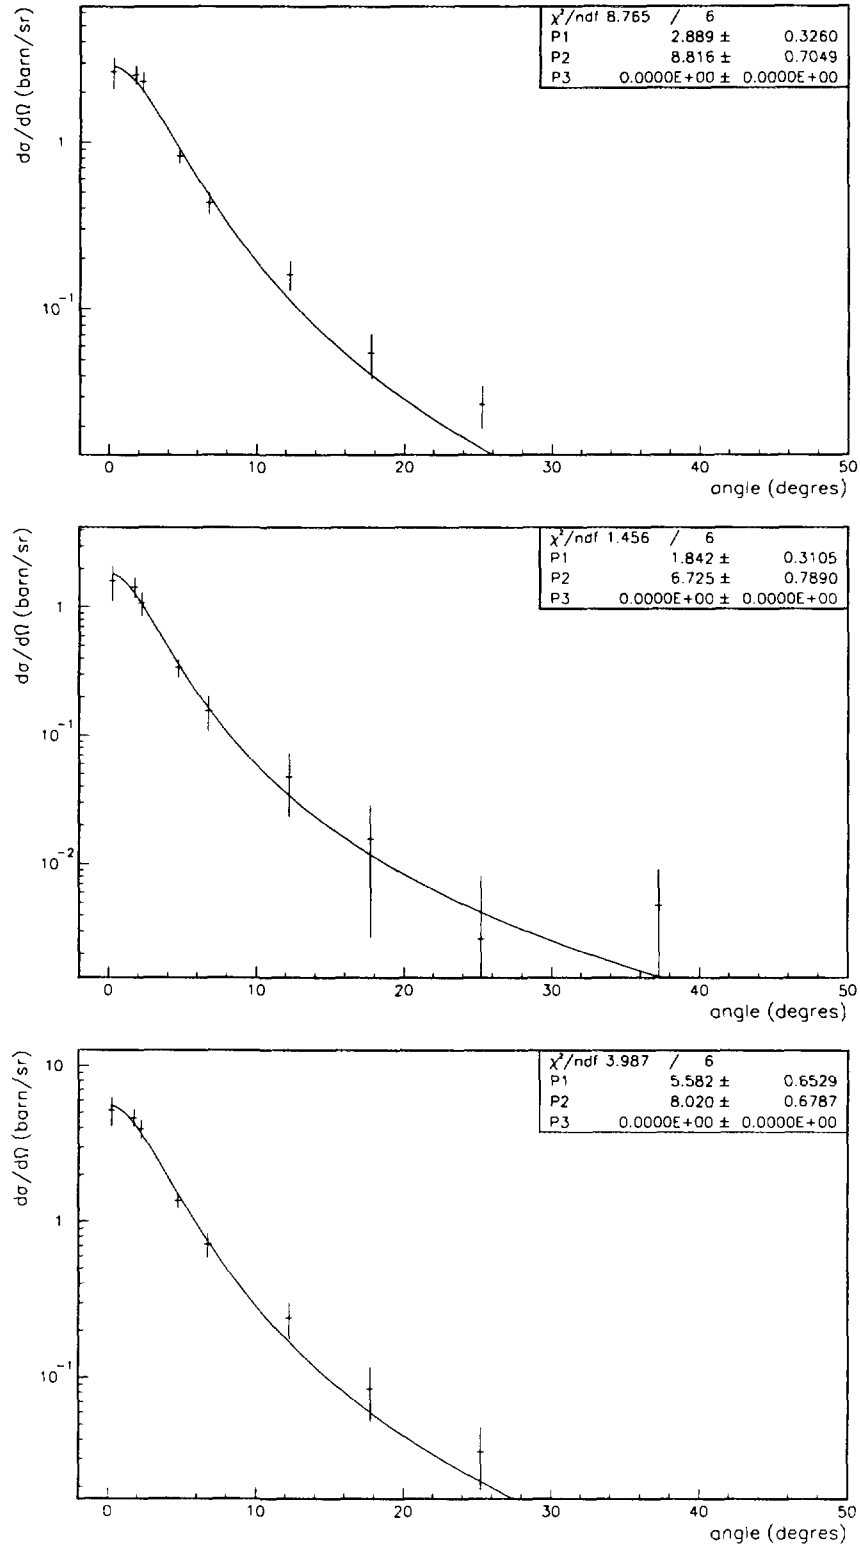 χ²/ndf 8.765 / 6
P1 2.889 ± 0.3260
P2 8.816 ± 0.7049
P3 0.0000E+00 ± 0.0000E+00
dσ/dΩ (barn/sr)
1
10⁻¹
0 10 20 30 40 50
angle (degres)
χ²/ndf 1.456 / 6
P1 1.842 ± 0.3105
P2 6.725 ± 0.7890
P3 0.0000E+00 ± 0.0000E+00
dσ/dΩ (barn/sr)
1
10⁻¹
10⁻²
0 10 20 30 40 50
angle (degres)
χ²/ndf 3.987 / 6
P1 5.582 ± 0.6529
P2 8.020 ± 0.6787
P3 0.0000E+00 ± 0.0000E+00
dσ/dΩ (barn/sr)
10
1
10⁻¹
0 10 20 30 40 50
angle (degres)